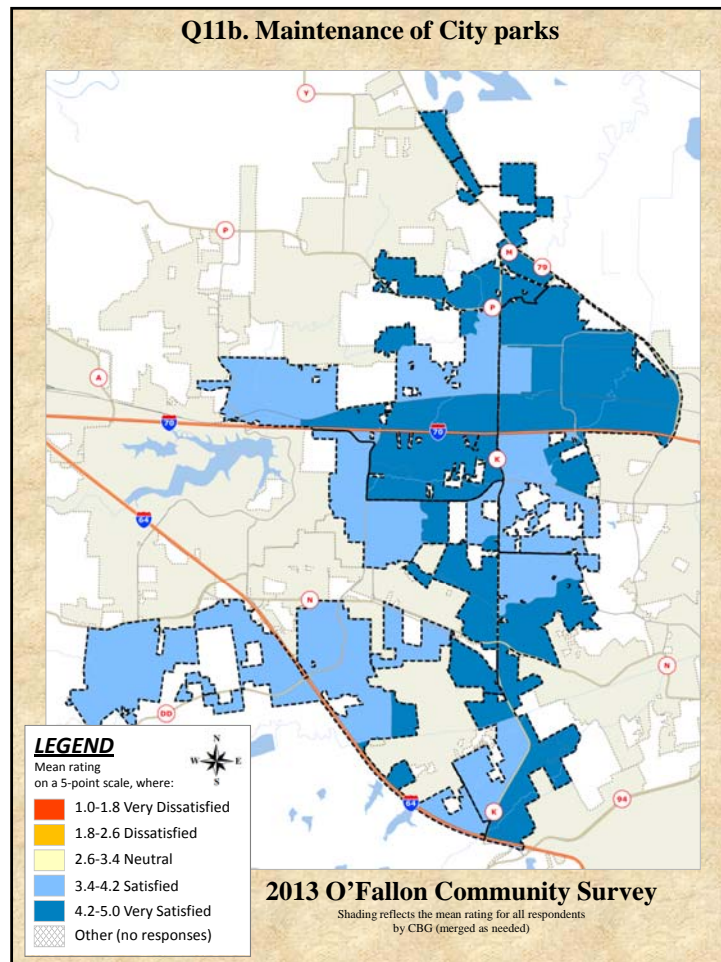 Q11b. Maintenance of City parks
Y
P
M
79
P
A
70
70
K
64
N
N
DD
94
64
K
LEGEND
Mean rating
on a 5-point scale, where:
N
W E
S
1.0-1.8 Very Dissatisfied
1.8-2.6 Dissatisfied
2.6-3.4 Neutral
3.4-4.2 Satisfied
4.2-5.0 Very Satisfied
Other (no responses)
2013 O’Fallon Community Survey
Shading reflects the mean rating for all respondents
by CBG (merged as needed)